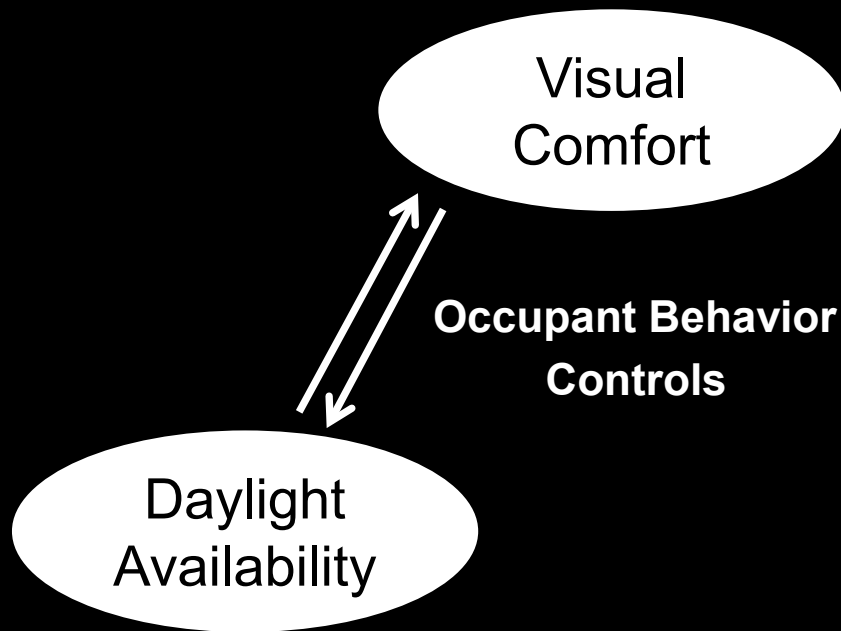 Visual
Comfort
Occupant Behavior
Controls
Daylight
Availability